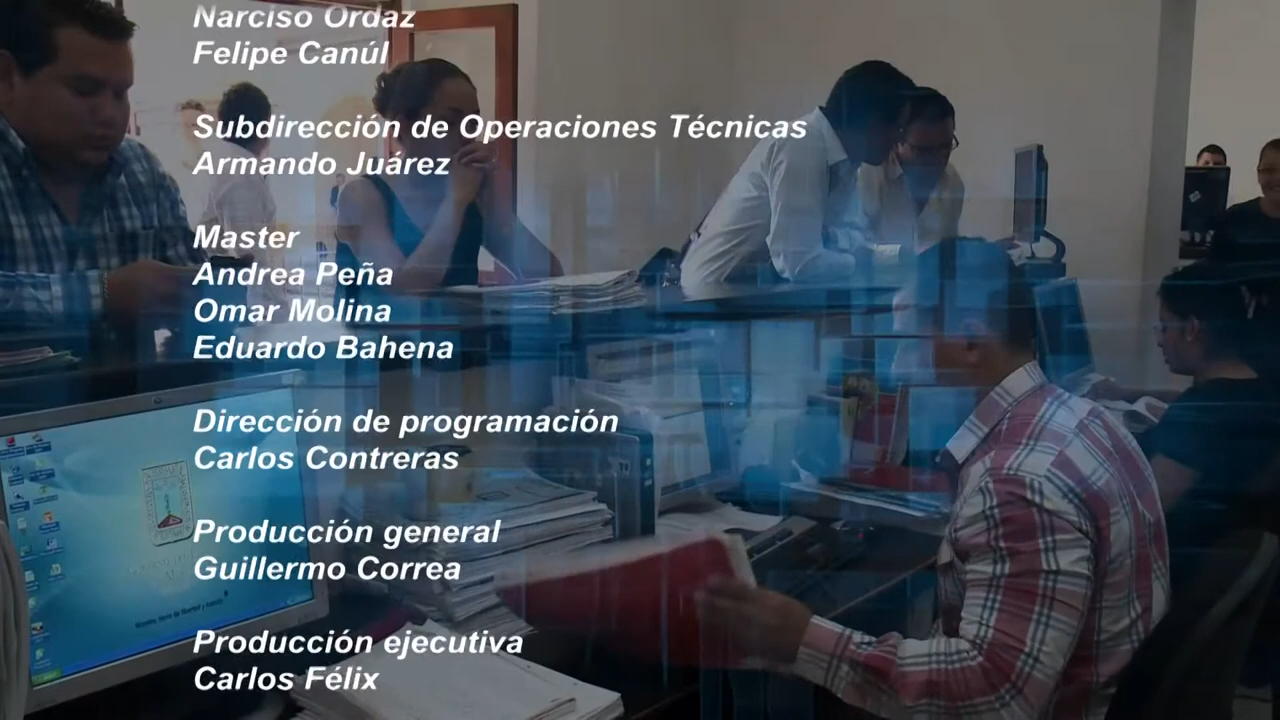 Narciso Ordaz
Felipe Canúl
Subdirección de Operaciones Técnicas
Armando Juárez
Master
Andrea Peña
Omar Molina
Eduardo Bahena
Dirección de programación
Carlos Contreras
Producción general
Guillermo Correa
Producción ejecutiva
Carlos Félix